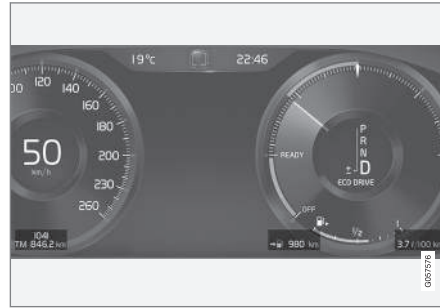 19°C 22:46
00 120 140
160
180
200
230
260
50
km/h
1041
TM 846.2 km
READY
OFF
P
R
N
± D
ECO DRIVE
1/2
1
980 km
3.7 l/100 km
G057576